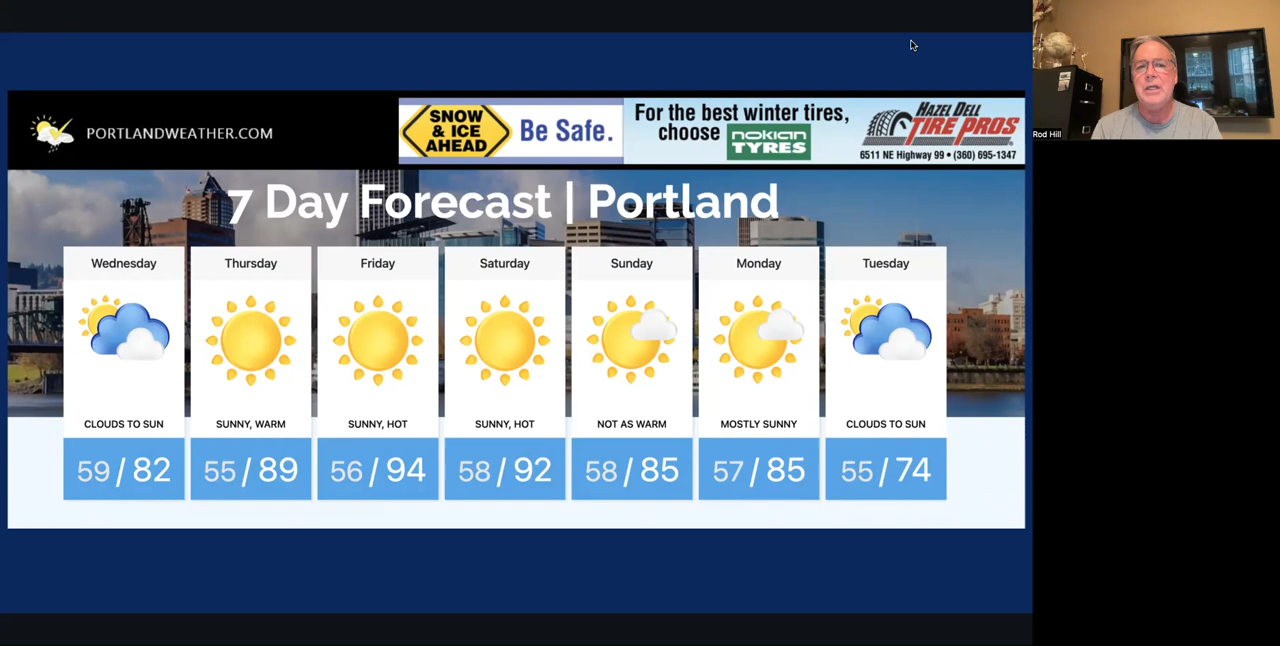 PORTLANDWEATHER.COM
SNOW
& ICE
AHEAD
Be Safe.
For the best winter tires,
choose nokian
TYRES
HAZEL DELL
TIRE PROS
6511 NE Highway 99 • (360) 695-1347
7 Day Forecast | Portland
Wednesday
CLOUDS TO SUN
59 / 82
Thursday
SUNNY, WARM
55 / 89
Friday
SUNNY, HOT
56 / 94
Saturday
SUNNY, HOT
58 / 92
Sunday
NOT AS WARM
58 / 85
Monday
MOSTLY SUNNY
57 / 85
Tuesday
CLOUDS TO SUN
55 / 74
Rod Hill